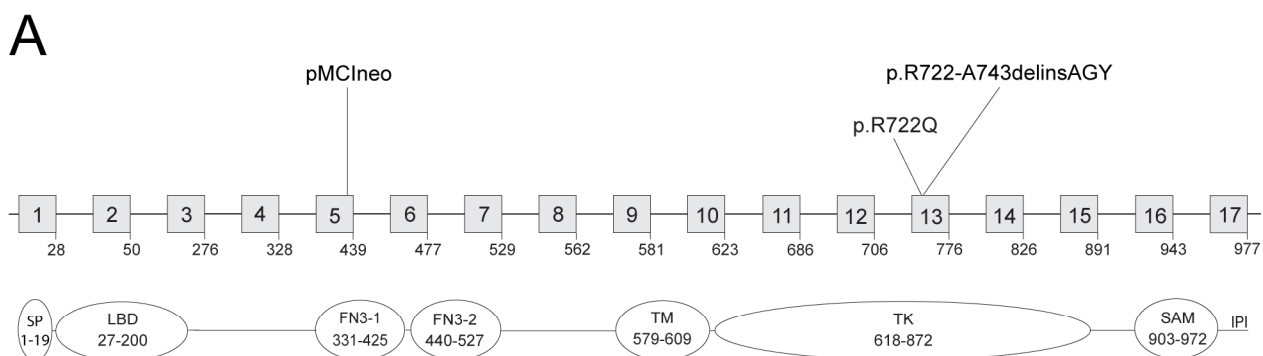 A
pMCIneo
p.R722-A743delinsAGY
p.R722Q
1 2 3 4 5 6 7 8 9 10 11 12 13 14 15 16 17
28 50 276 328 439 477 529 562 581 623 686 706 776 826 891 943 977
SP LBD FN3-1 FN3-2 TM TK SAM IPI
1-19 27-200 331-425 440-527 579-609 618-872 903-972